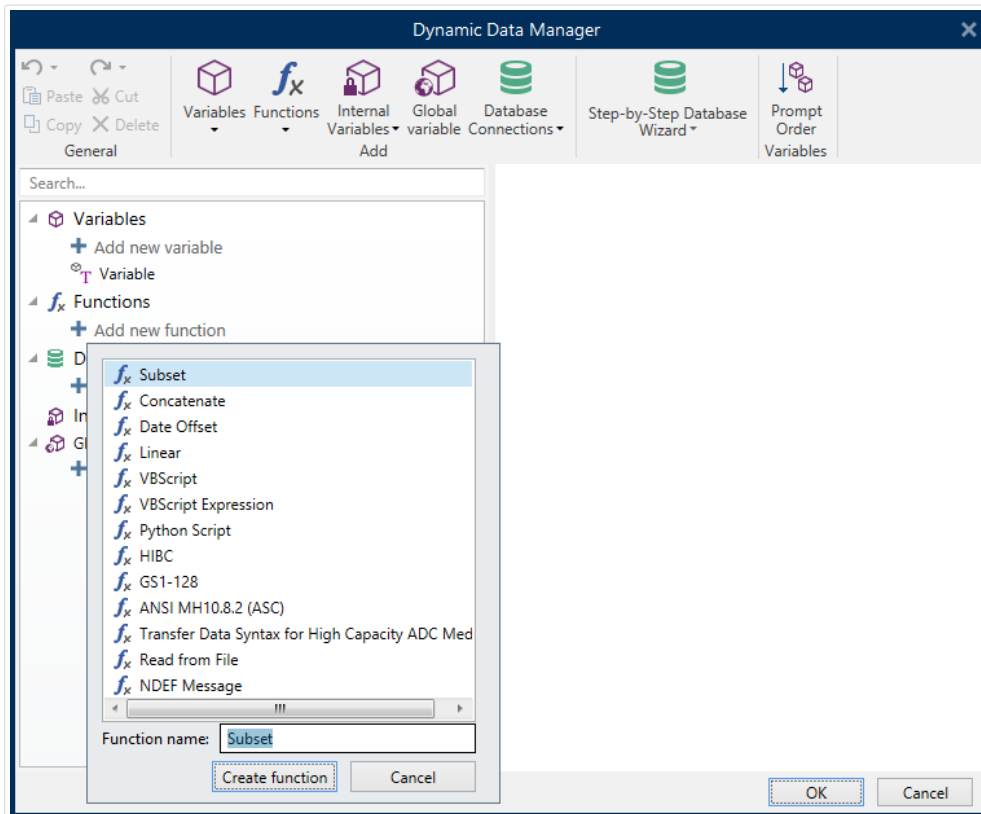 Dynamic Data Manager
Paste Cut
Copy Delete
General
Variables Functions Internal Variables Global variable Database Connections
Add
Step-by-Step Database Wizard
Prompt Order
Variables
Search...
Variables
Add new variable
Variable
Functions
Add new function
D
In
Gl
Subset
Concatenate
Date Offset
Linear
VBScript
VBScript Expression
Python Script
HIBC
GS1-128
ANSI MH10.8.2 (ASC)
Transfer Data Syntax for High Capacity ADC Med
Read from File
NDEF Message
Function name: Subset
Create function Cancel
OK Cancel